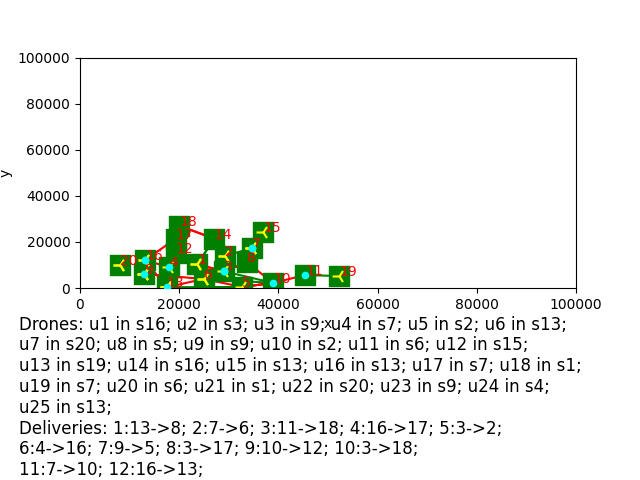 100000
80000
60000
40000
20000
0
y
0 20000 40000 60000 80000 100000
x
18
15
14
12
19
Drones: u1 in s16; u2 in s3; u3 in s9; u4 in s7; u5 in s2; u6 in s13;
u7 in s20; u8 in s5; u9 in s9; u10 in s2; u11 in s6; u12 in s15;
u13 in s19; u14 in s16; u15 in s13; u16 in s13; u17 in s7; u18 in s1;
u19 in s7; u20 in s6; u21 in s1; u22 in s20; u23 in s9; u24 in s4;
u25 in s13;
Deliveries: 1:13->8; 2:7->6; 3:11->18; 4:16->17; 5:3->2;
6:4->16; 7:9->5; 8:3->17; 9:10->12; 10:3->18;
11:7->10; 12:16->13;